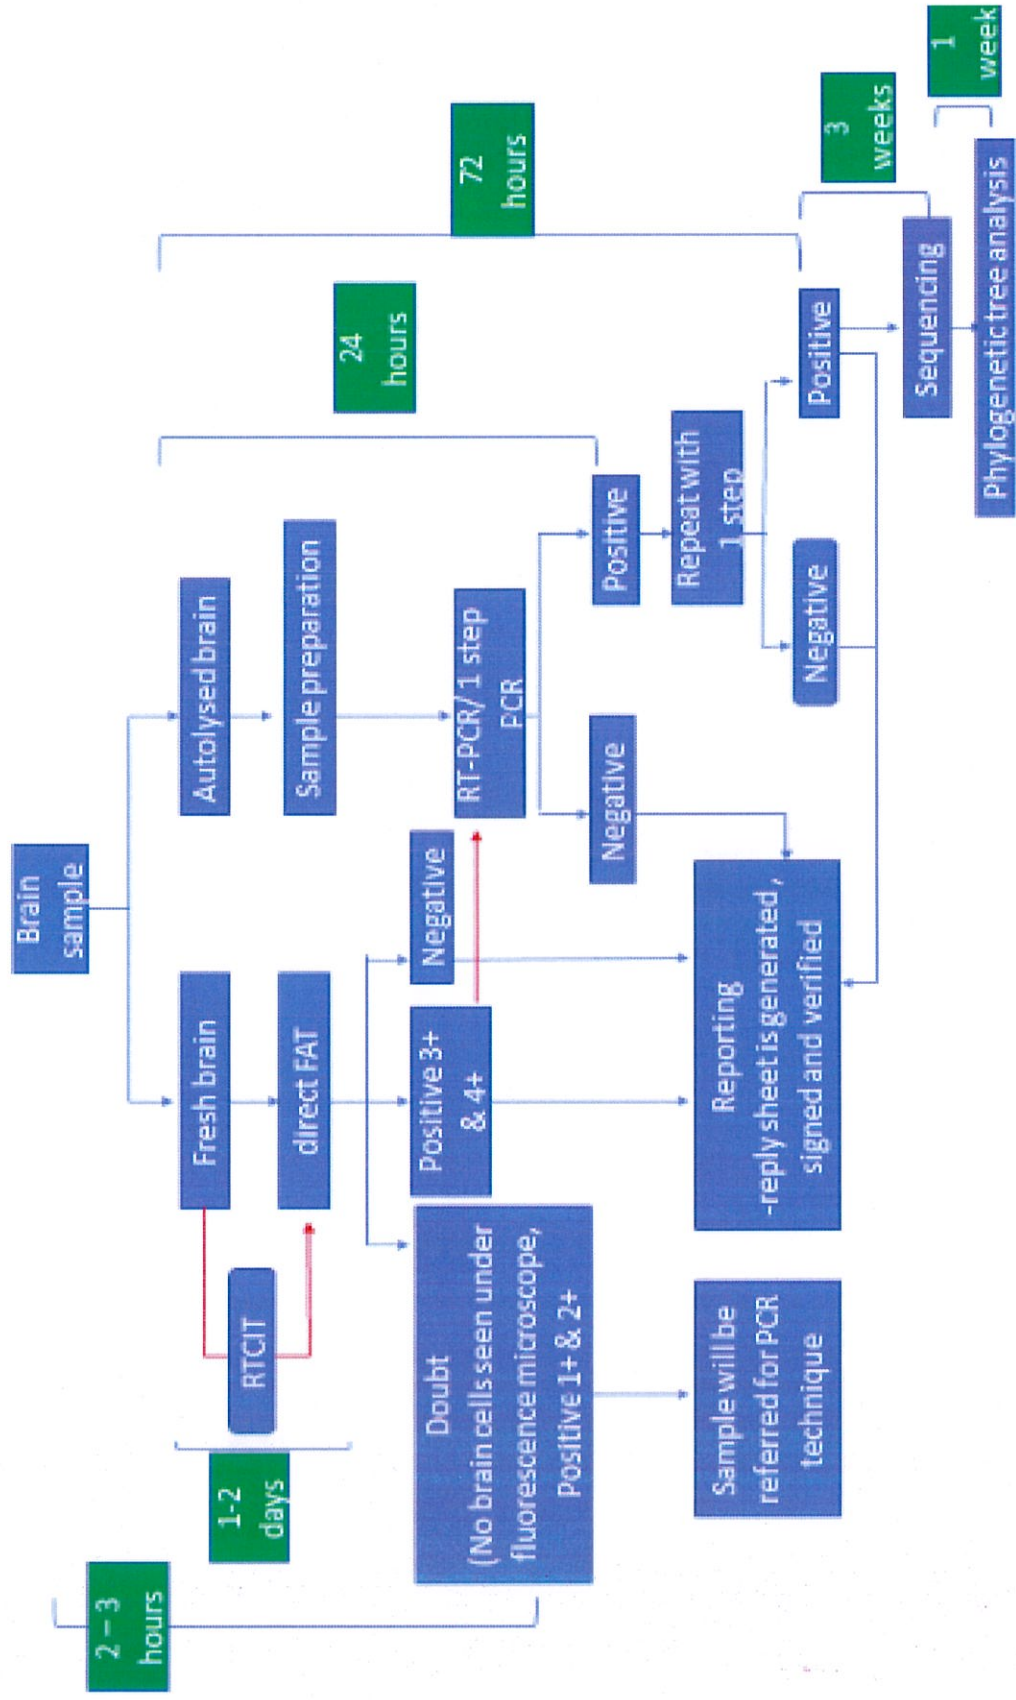 Brain
sample
Fresh brain
Autolysed brain
RTCIT
direct FAT
Sample preparation
2 – 3
hours
1-2
days
24
hours
72
hours
Doubt
(No brain cells seen under
fluorescence microscope,
Positive 1+ & 2+
Positive 3+
& 4+
Negative
RT-PCR/ 1 step
PCR
Negative
Positive
Repeat with
1 step
Sample will be
referred for PCR
technique
Reporting
-reply sheet is generated,
signed and verified
Negative
Positive
3
weeks
Sequencing
1
week
Phylogenetic tree analysis